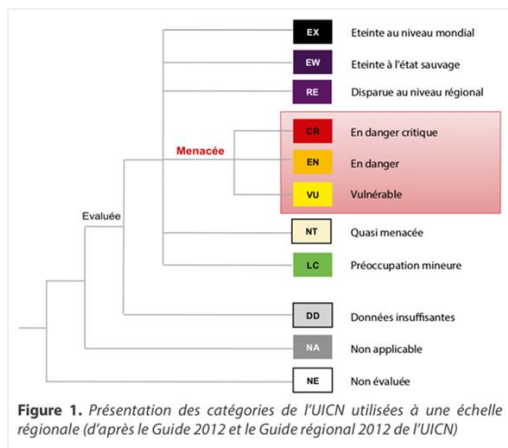 EX Eteinte au niveau mondial
EW Eteinte à l'état sauvage
RE Disparue au niveau régional
CR En danger critique
Menacée
EN En danger
VU Vulnérable
Evaluée
NT Quasi menacée
LC Préoccupation mineure
DD Données insuffisantes
NA Non applicable
NE Non évaluée
Figure 1. Présentation des catégories de l'UICN utilisées à une échelle
régionale (d'après le Guide 2012 et le Guide régional 2012 de l'UICN)